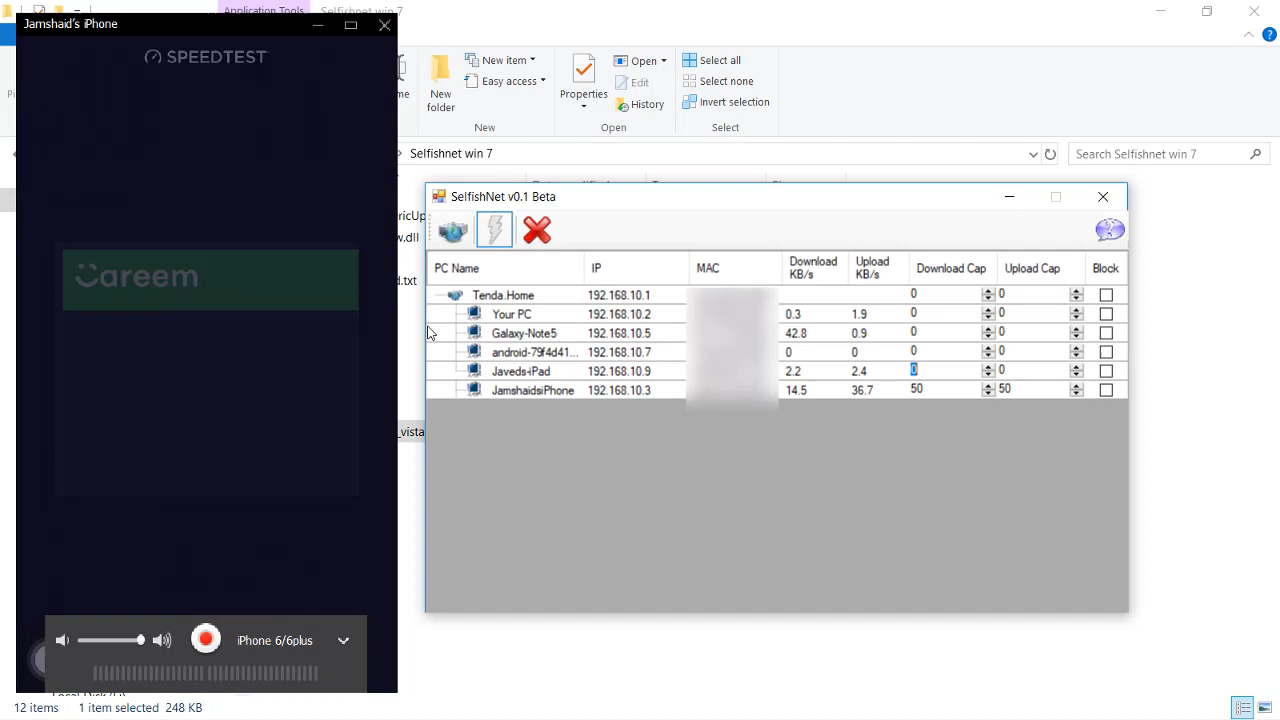 Jamshaid's iPhone
SPEEDTEST
Careem
iPhone 6/6plus
Application Tools
Selfishnet win 7
New item
Easy access
New
folder
New
Properties
Open
Edit
History
Open
Select all
Select none
Invert selection
Select
Selfishnet win 7
Search Selfishnet win 7
SelfishNet v0.1 Beta
PC Name IP MAC Download KB/s Upload KB/s Download Cap Upload Cap Block
Tenda.Home 192.168.10.1 0 0
Your PC 192.168.10.2 0.3 1.9 0 0
Galaxy-Note5 192.168.10.5 42.8 0.9 0 0
android-79f4d41... 192.168.10.7 0 0 0 0
Javeds-iPad 192.168.10.9 2.2 2.4 0 0
JamshaidsiPhone 192.168.10.3 14.5 36.7 50 50
12 items 1 item selected 248 KB